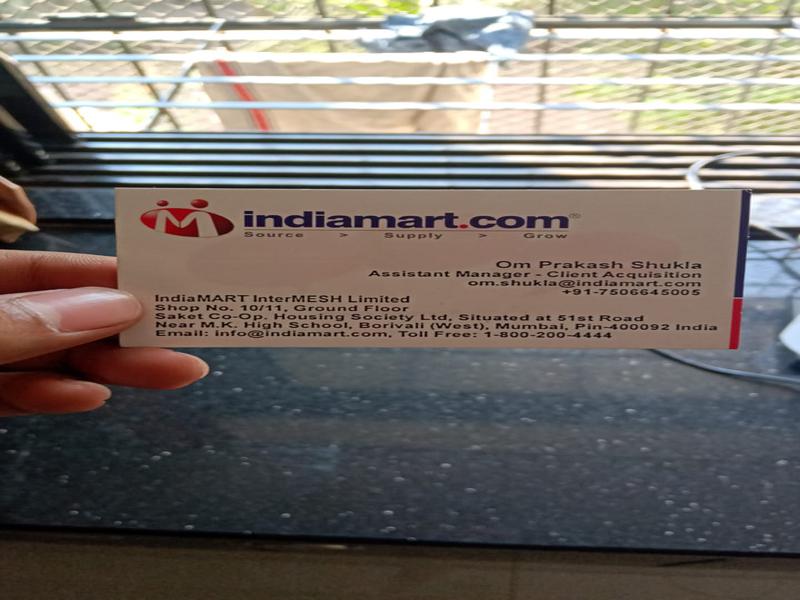 indiamart.com®
Source > Supply > Grow
Om Prakash Shukla
Assistant Manager - Client Acquisition
om.shukla@indiamart.com
+91-7506645005
IndiaMART InterMESH Limited
Shop No. 10/11, Ground Floor
Saket Co-Op. Housing Society Ltd, Situated at 51st Road
Near M.K. High School, Borivali (West), Mumbai, Pin-400092 India
Email: info@indiamart.com, Toll Free: 1-800-200-4444